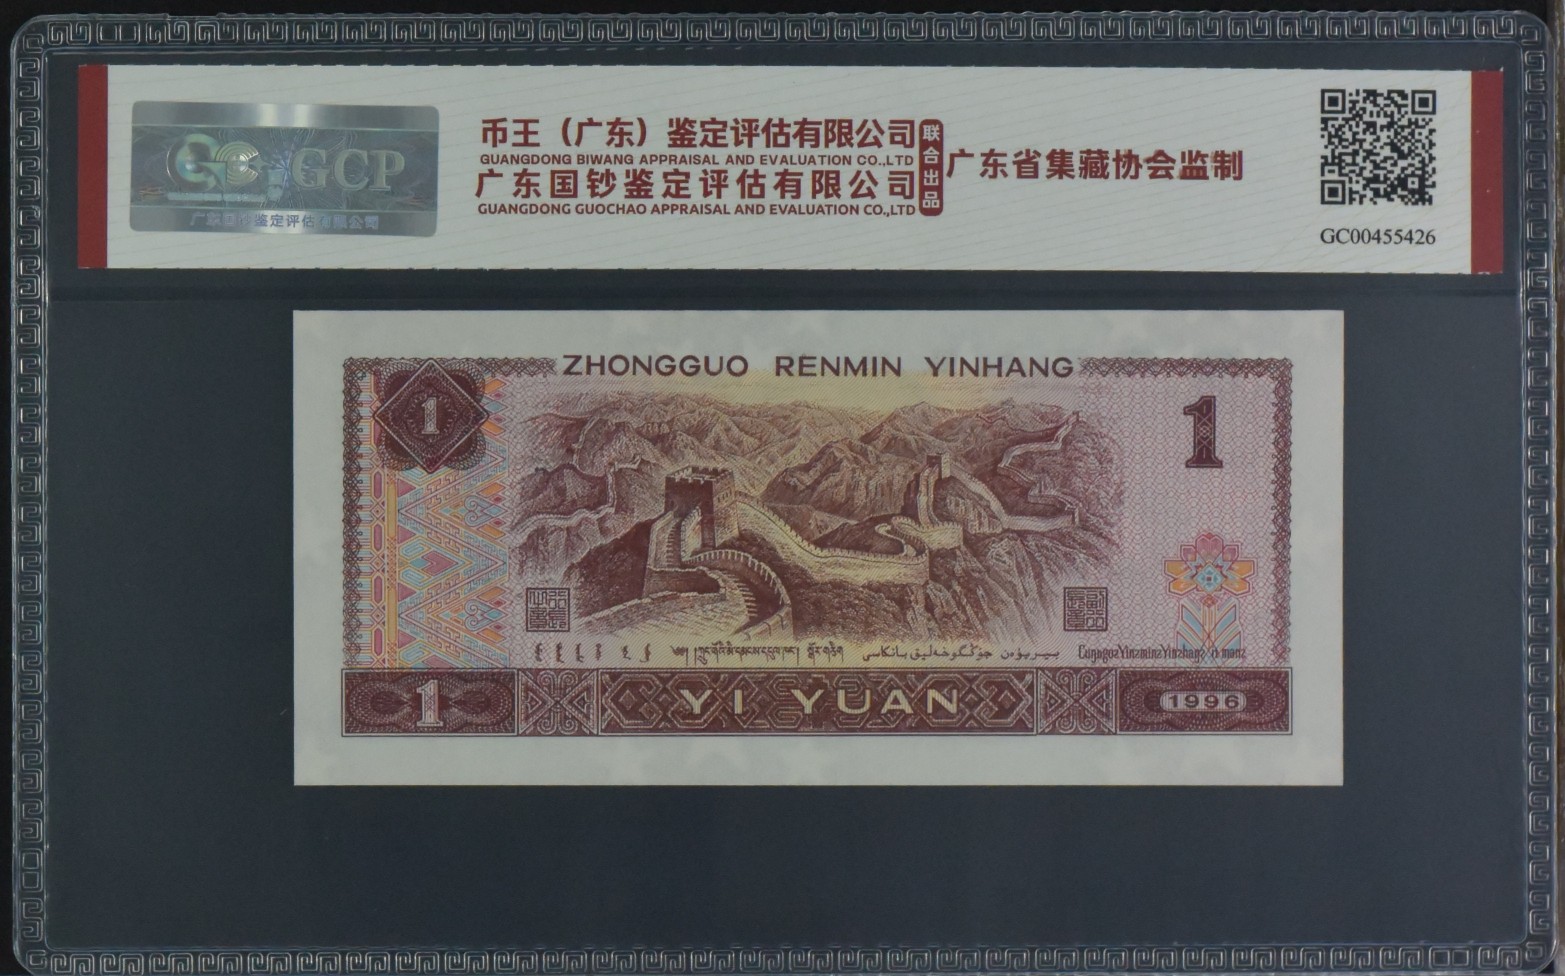 GCP
广东国钞鉴定评估有限公司
币王（广东）鉴定评估有限公司
GUANGDONG BIWANG APPRAISAL AND EVALUATION CO.,LTD
广东国钞鉴定评估有限公司
GUANGDONG GUOCHAO APPRAISAL AND EVALUATION CO.,LTD
联合出品
广东省集藏协会监制
GC00455426
ZHONGGUO RENMIN YINHANG
1
1
1
YI YUAN
1996